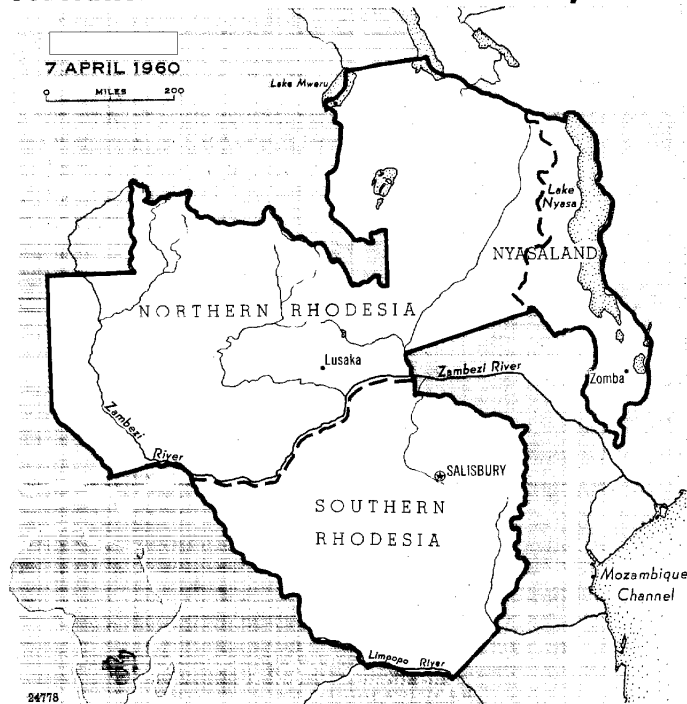 7 APRIL 1960
0 MILES 200
Lake Mweru
Lake
Nyasa
NYASALAND
NORTHERN RHODESIA
Lusaka
Zambezi River
Zomba
Zambezi
River
SALISBURY
SOUTHERN
RHODESIA
Mozambique
Channel
Limpopo River
24778